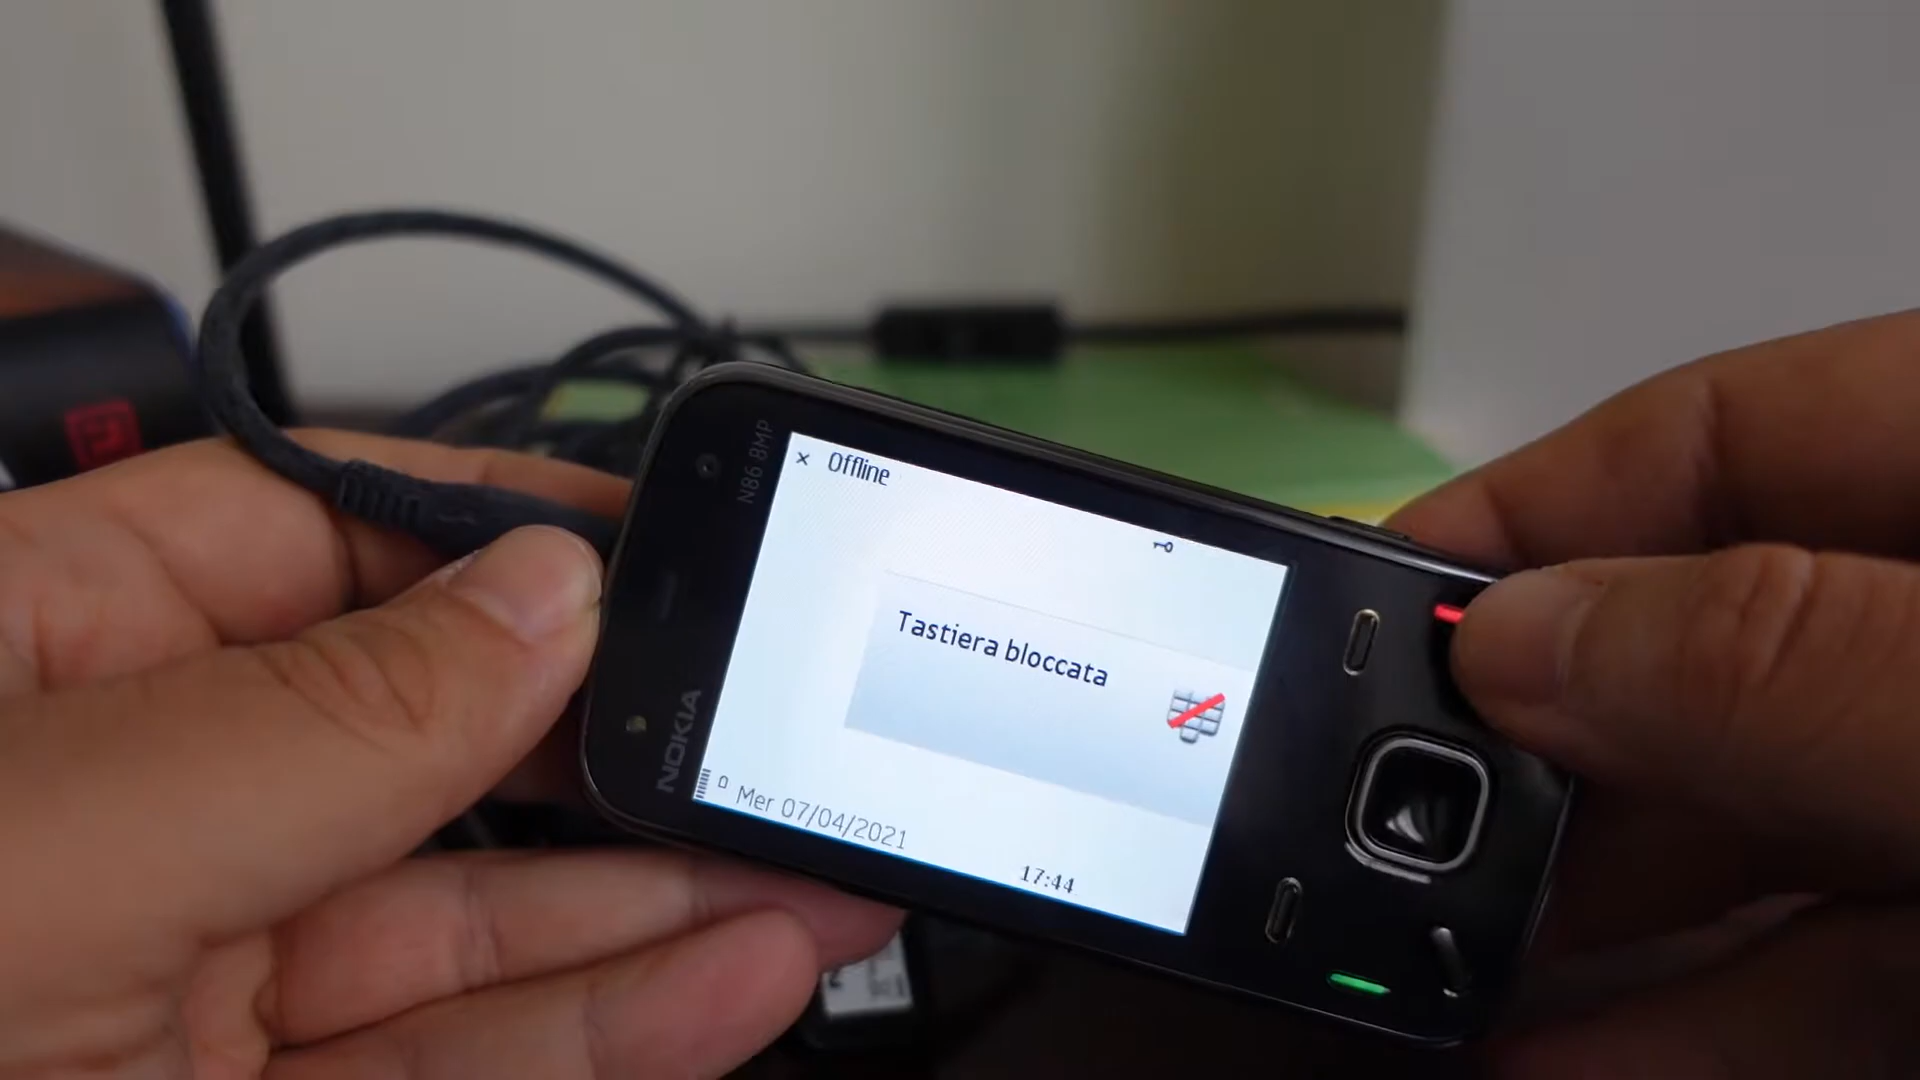 N86 8MP
Offline
Tastiera bloccata
Mer 07/04/2021
17:44
NOKIA